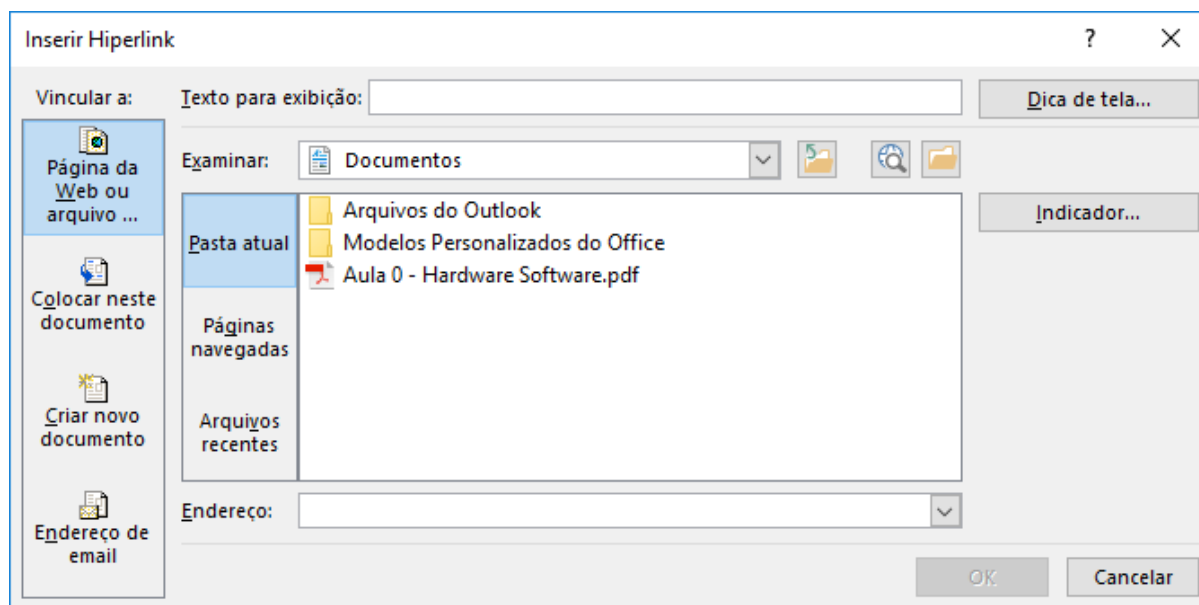 Inserir Hiperlink
?
Vincular a:
Texto para exibição:
Dica de tela...
Página da
Web ou
arquivo ...
Examinar:
Documentos
Pasta atual
Arquivos do Outlook
Modelos Personalizados do Office
Aula 0 - Hardware Software.pdf
Indicador...
Colocar neste
documento
Páginas
navegadas
Criar novo
documento
Arquivos
recentes
Endereço de
email
Endereço:
OK
Cancelar